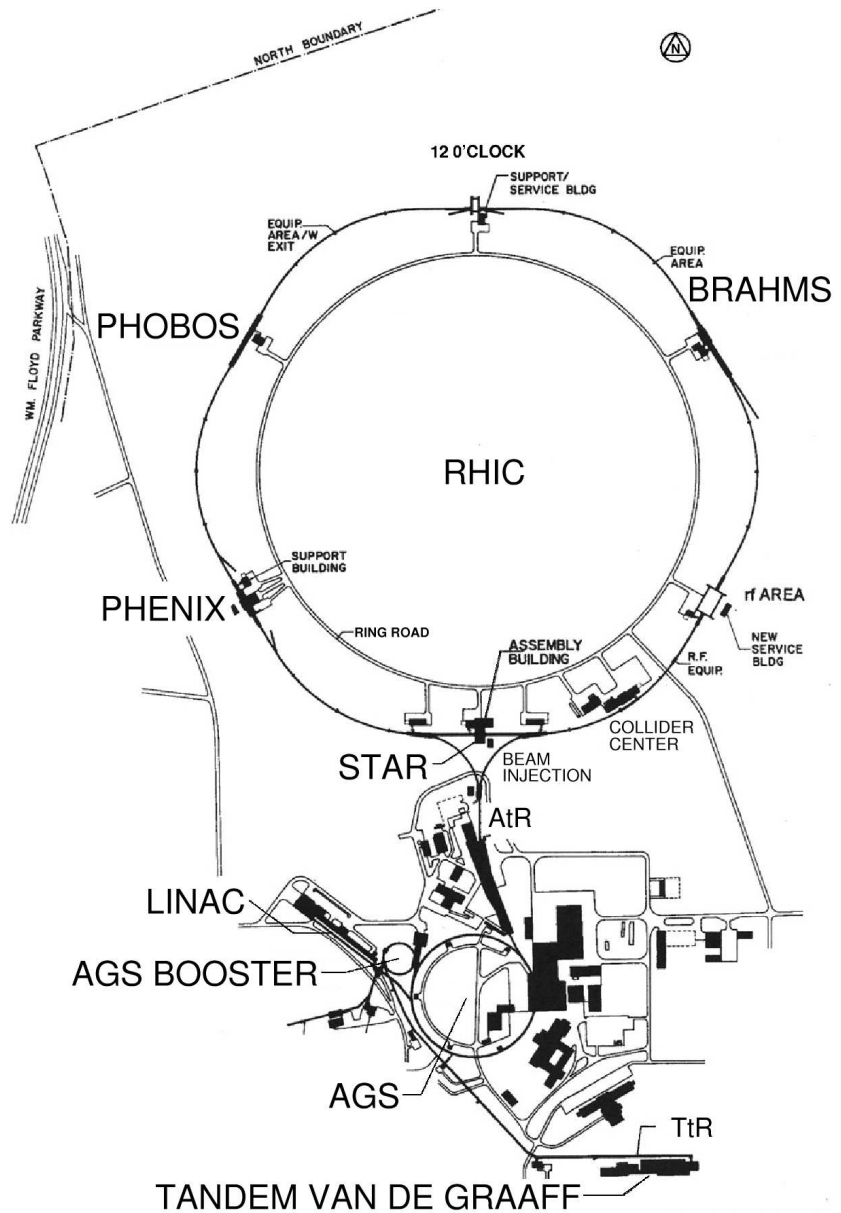 NORTH BOUNDARY
N
12 0'CLOCK
SUPPORT/
SERVICE BLDG
EQUIP.
AREA/W
EXIT
EQUIP.
AREA
BRAHMS
PHOBOS
WM. FLOYD PARKWAY
RHIC
SUPPORT
BUILDING
PHENIX
rf AREA
RING ROAD
ASSEMBLY
BUILDING
NEW
SERVICE
BLDG
R.F.
EQUIP.
COLLIDER
CENTER
STAR
BEAM
INJECTION
AtR
LINAC
AGS BOOSTER
AGS
TtR
TANDEM VAN DE GRAAFF